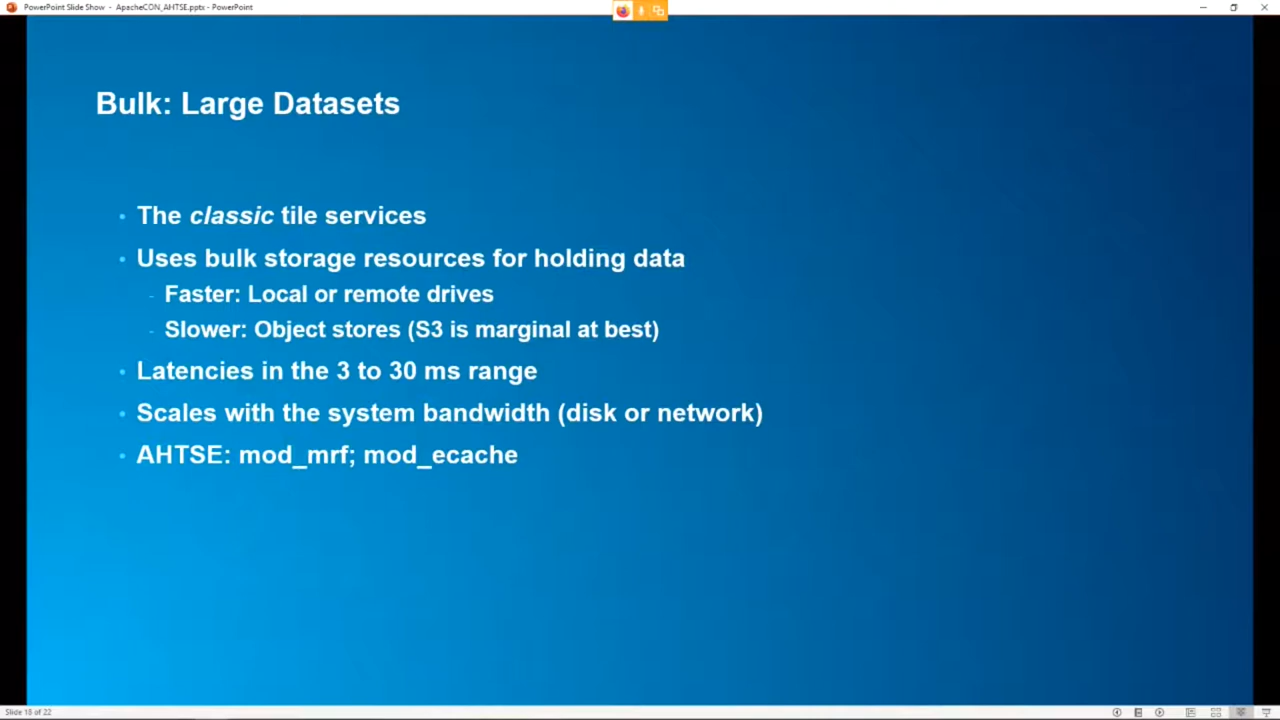 PowerPoint Slide Show - ApacheCON_AHTSE.pptx - PowerPoint
Bulk: Large Datasets
• The classic tile services
• Uses bulk storage resources for holding data
- Faster: Local or remote drives
- Slower: Object stores (S3 is marginal at best)
• Latencies in the 3 to 30 ms range
• Scales with the system bandwidth (disk or network)
• AHTSE: mod_mrf; mod_ecache
Slide 18 of 22